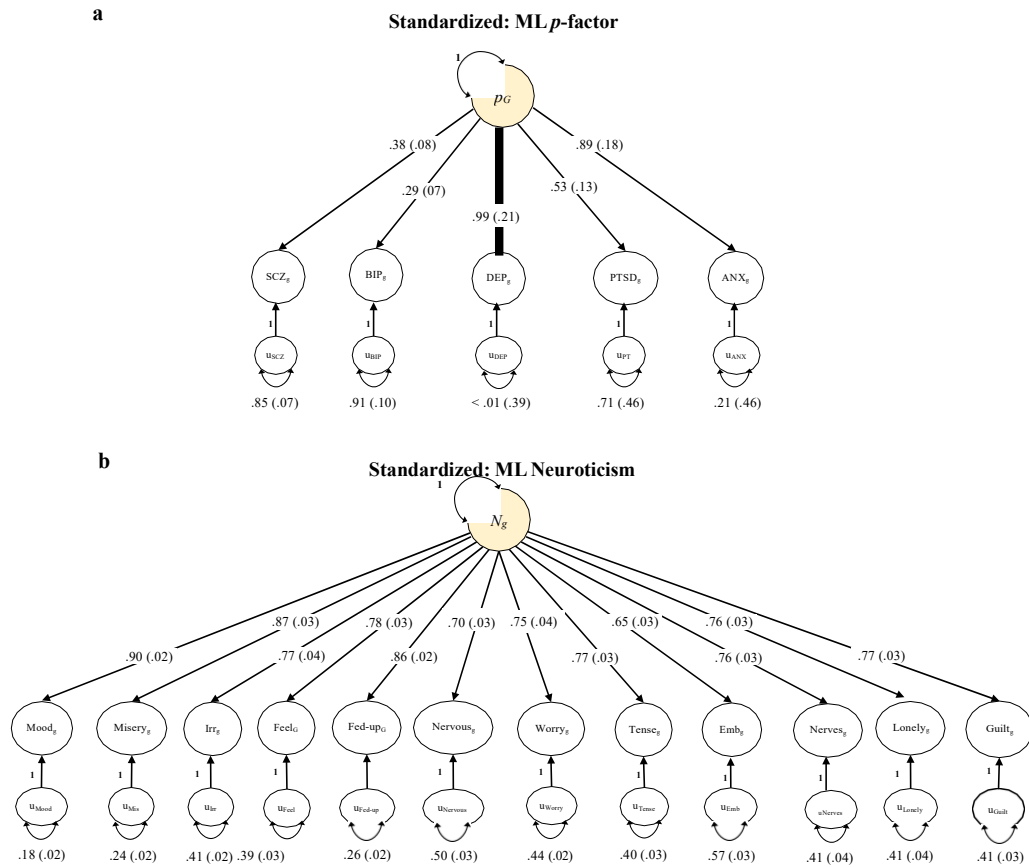 a
Standardized: ML p-factor
1
pG
.38 (.08)
.89 (.18)
.29 (07)
.53 (.13)
.99 (.21)
SCZg
BIPg
DEPg
PTSDg
ANXg
1
1
1
1
1
uSCZ
uBIP
uDEP
uPT
uANX
.85 (.07)
.91 (.10)
< .01 (.39)
.71 (.46)
.21 (.46)
b
Standardized: ML Neuroticism
1
Ng
.87 (.03)
.78 (.03)
.70 (.03)
.75 (.04)
.65 (.03)
.76 (.03)
.90 (.02)
.77 (.04)
.86 (.02)
.77 (.03)
.76 (.03)
.77 (.03)
Moodg
Miseryg
Irrg
FeelG
Fed-upG
Nervousg
Worryg
Tenseg
Embg
Nervesg
Lonelyg
Guiltg
1
1
1
1
1
1
1
1
1
1
1
1
uMood
uMis
uIrr
uFeel
uFed-up
uNervous
uWorry
uTense
uEmb
uNerves
uLonely
uGuilt
.18 (.02)
.24 (.02)
.41 (.02)
.39 (.03)
.26 (.02)
.50 (.03)
.44 (.02)
.40 (.03)
.57 (.03)
.41 (.04)
.41 (.04)
.41 (.03)